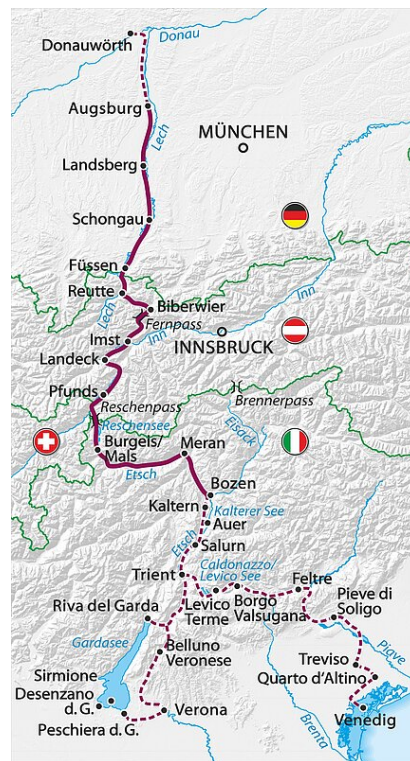 Donauwörth
Donau
Augsburg
Lech
MÜNCHEN
Landsberg
Schongau
Füssen
Reutte
Biberwier
Inn
Lech
Fernpass
Imst
Inn
INNSBRUCK
Landeck
Pfunds
Reschenpass
Brennerpass
Reschensee
Burgeis/
Mals
Meran
Eisack
Etsch
Bozen
Kaltern
Kalterer See
Auer
Etsch
Salurn
Caldonazzo/
Levico See
Trient
Feltre
Levico
Terme
Borgo
Valsugana
Pieve di
Soligo
Riva del Garda
Gardasee
Belluno
Veronese
Piave
Treviso
Sirmione
Quarto d'Altino
Desenzano
d. G.
Verona
Venedig
Peschiera d. G.
Brenta